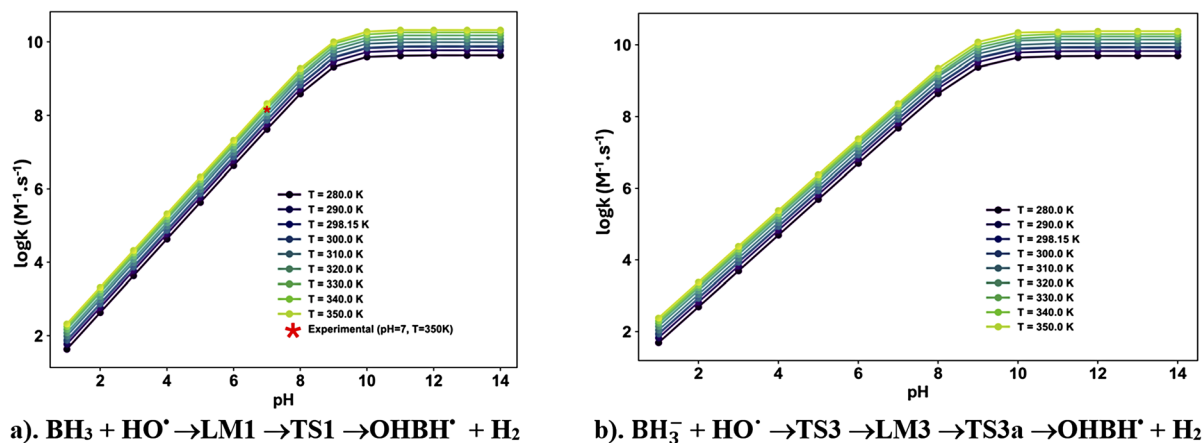 10
8
6
4
2
logk (M⁻¹.s⁻¹)
T = 280.0 K
T = 290.0 K
T = 298.15 K
T = 300.0 K
T = 310.0 K
T = 320.0 K
T = 330.0 K
T = 340.0 K
T = 350.0 K
Experimental (pH=7, T=350K)
2 4 6 8 10 12 14
pH
a). BH₃ + HO• →LM1 →TS1 →OHBH• + H₂
10
8
6
4
2
logk (M⁻¹.s⁻¹)
T = 280.0 K
T = 290.0 K
T = 298.15 K
T = 300.0 K
T = 310.0 K
T = 320.0 K
T = 330.0 K
T = 340.0 K
T = 350.0 K
2 4 6 8 10 12 14
pH
b). BH₃⁻ + HO• →TS3 →LM3 →TS3a →OHBH• + H₂